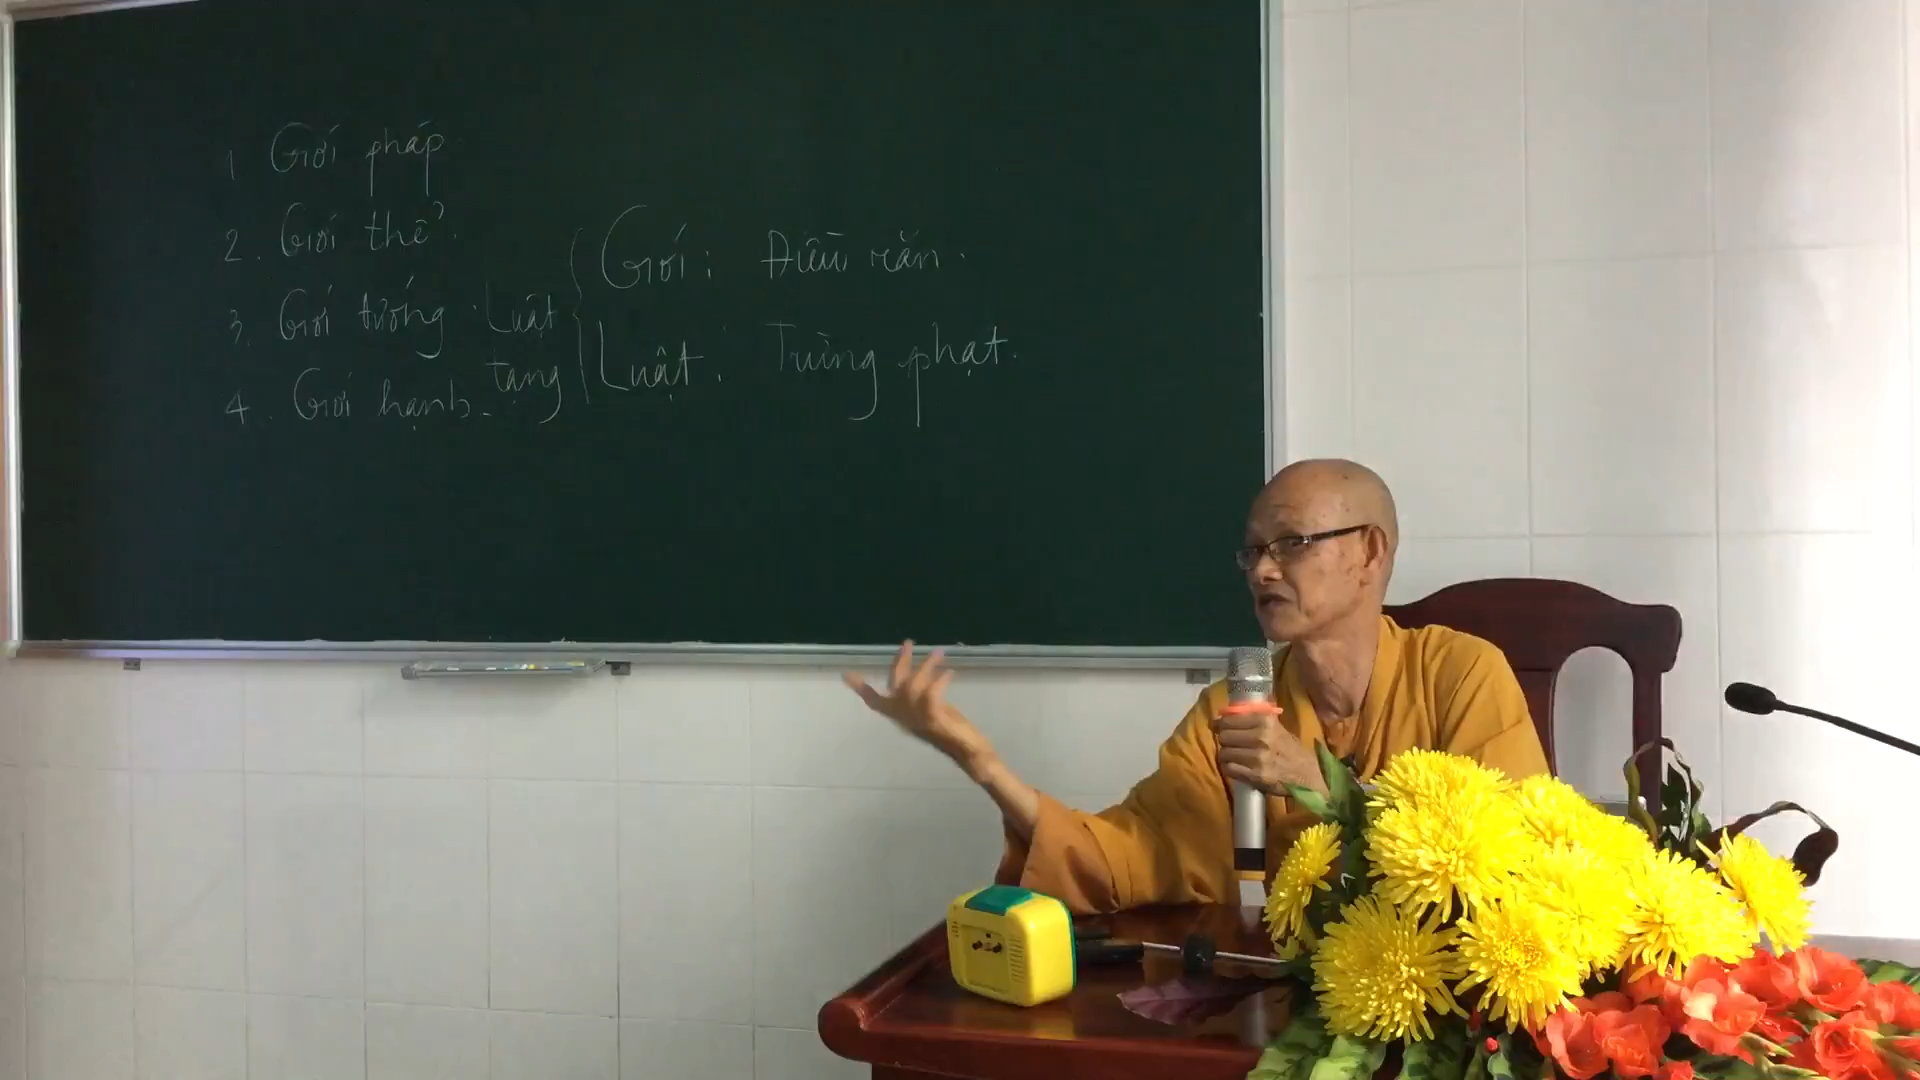 1 Giới pháp
2. Giới thể.
3. Giới tướng
4. Giới hạnh.
Luật tạng
Giới: Điều răn.
Luật: Trừng phạt.